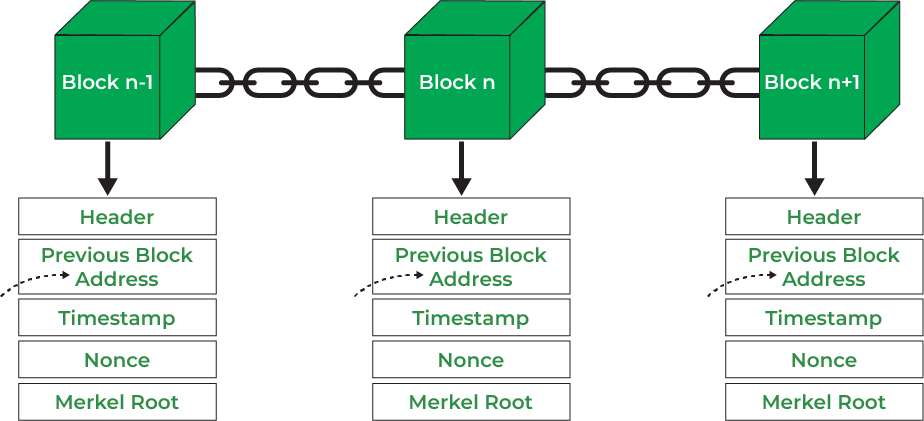 Block n-1
Block n
Block n+1
Header
Previous Block
Address
Timestamp
Nonce
Merkel Root
Header
Previous Block
Address
Timestamp
Nonce
Merkel Root
Header
Previous Block
Address
Timestamp
Nonce
Merkel Root